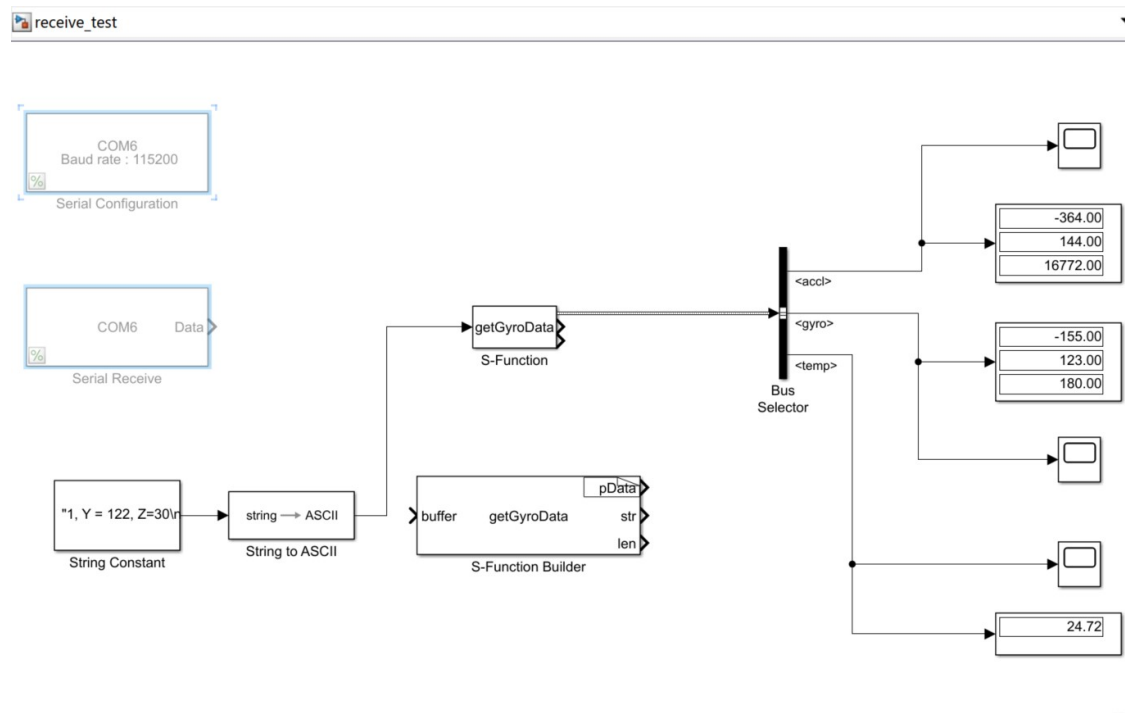 receive_test
COM6
Baud rate : 115200
%
Serial Configuration
-364.00
144.00
16772.00
<accl>
COM6
Data
%
Serial Receive
getGyroData
S-Function
<gyro>
-155.00
123.00
180.00
<temp>
Bus
Selector
"1, Y = 122, Z=30\n
String Constant
string → ASCII
String to ASCII
buffer
getGyroData
pData
str
len
S-Function Builder
24.72